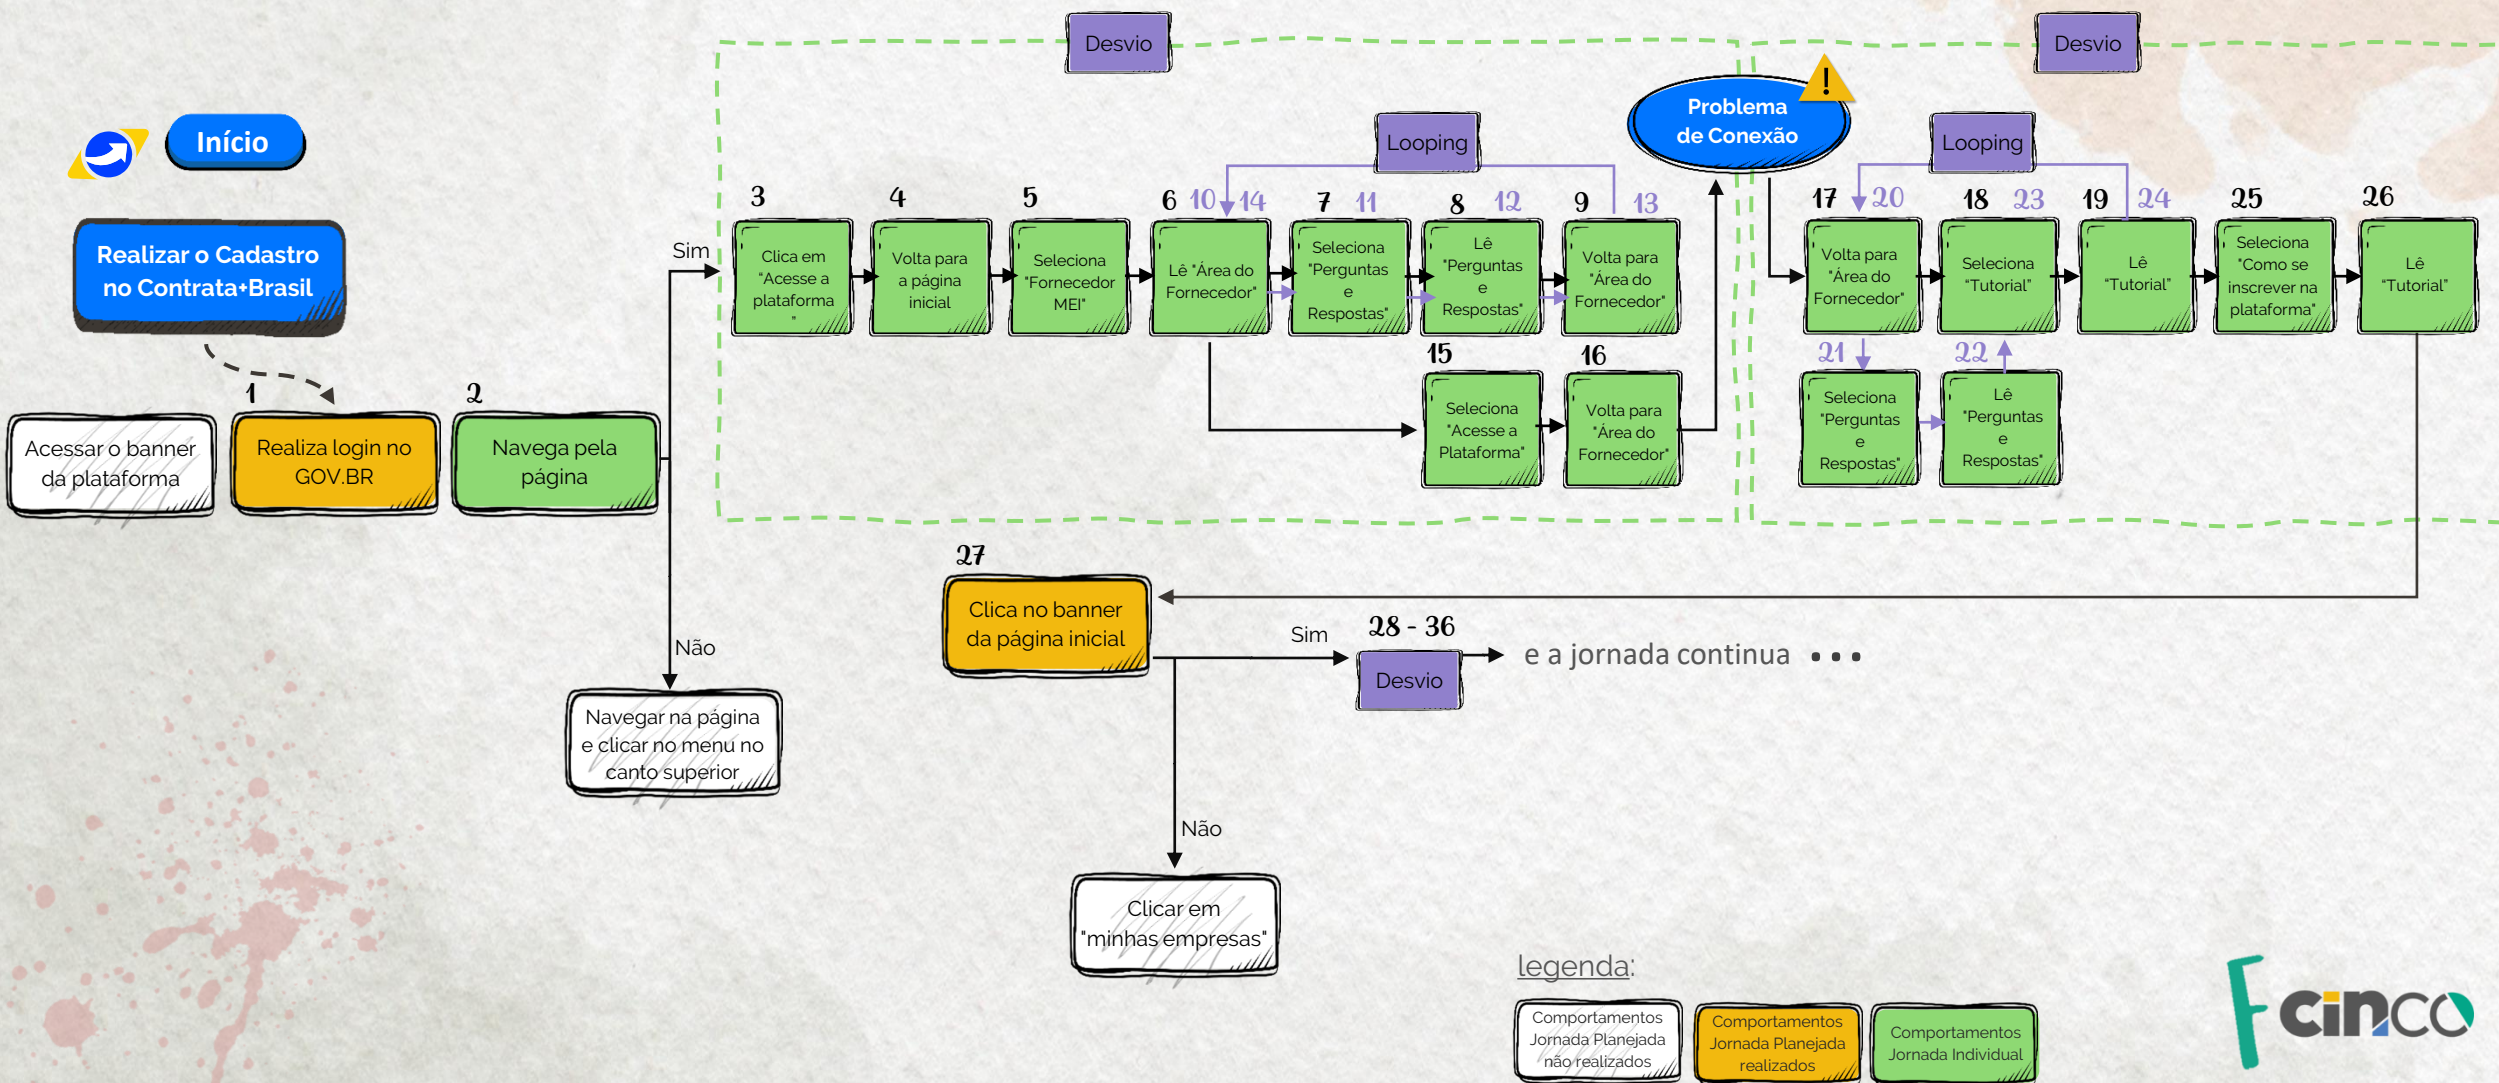 Desvio
Desvio
Problema
de Conexão
!
Início
Looping
Looping
3
4
5
6 10 14
7 11
8 12
9 13
17 20
18 23
19 24
25
26
Realizar o Cadastro
no Contrata+Brasil
Sim
Clica em
“Acesse a
plataforma
”
Volta para
a página
inicial
Seleciona
"Fornecedor
MEI"
Lê "Área do
Fornecedor"
Seleciona
"Perguntas
e
Respostas"
Lê
"Perguntas
e
Respostas"
Volta para
"Área do
Fornecedor"
Volta para
"Área do
Fornecedor"
Seleciona
“Tutorial”
Lê
“Tutorial”
Seleciona
"Como se
inscrever na
plataforma"
Lê
“Tutorial”
15
16
21
22
Seleciona
"Acesse a
Plataforma"
Volta para
"Área do
Fornecedor"
Seleciona
"Perguntas
e
Respostas"
Lê
"Perguntas
e
Respostas"
1
2
Acessar o banner
da plataforma
Realiza login no
GOV.BR
Navega pela
página
27
Clica no banner
da página inicial
Sim
28 - 36
Desvio
e a jornada continua • • •
Não
Navegar na página
e clicar no menu no
canto superior
Não
Clicar em
"minhas empresas"
legenda:
Comportamentos
Jornada Planejada
não realizados
Comportamentos
Jornada Planejada
realizados
Comportamentos
Jornada Individual
F cinco